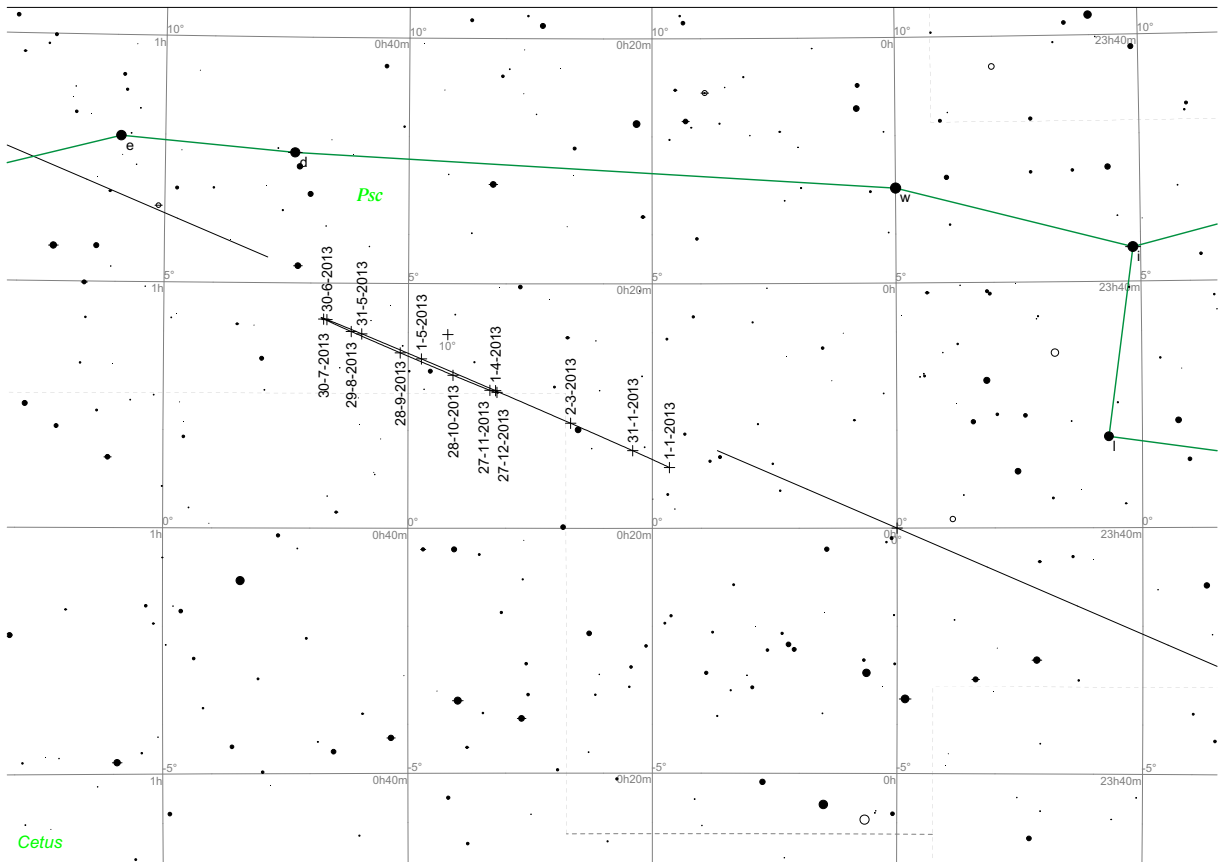 10° 10° 10° 10° 10°
1h 0h40m 0h20m 0h 23h40m
e d
Psc
w
i
5° 5° 5° 5° 5°
1h 0h40m 0h20m 0h 23h40m
30-6-2013
31-5-2013
1-5-2013
10°
1-4-2013
2-3-2013
31-1-2013
1-1-2013
30-7-2013
29-8-2013
28-9-2013
28-10-2013
27-11-2013
27-12-2013
l
0° 0° 0° 0° 0°
1h 0h40m 0h20m 0h 23h40m
0°
-5° -5° -5° -5° -5°
1h 0h40m 0h20m 0h 23h40m
Cetus